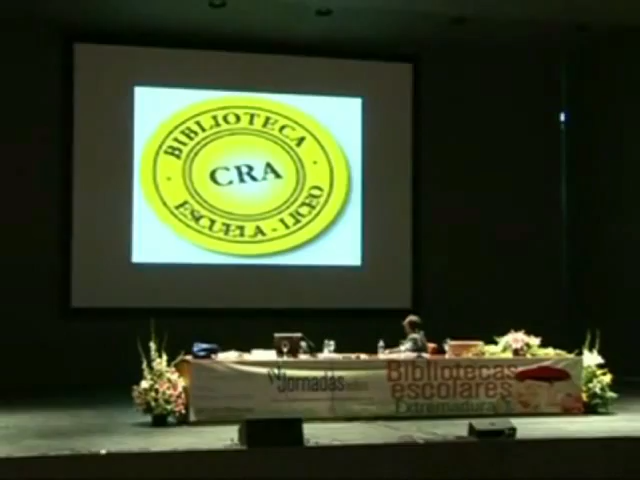 BIBLIOTECA
CRA
ESCUELA - LICEO
Jornadas
Bibliotecas
escolares
Extremadura